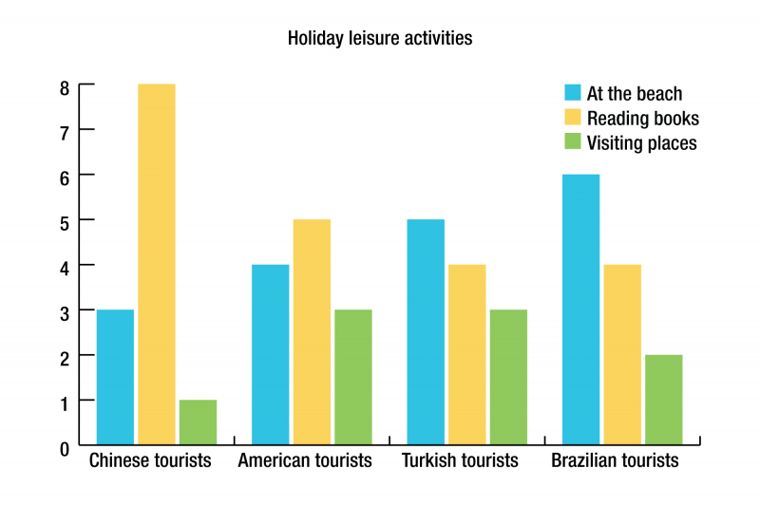 Holiday leisure activities
8
7
6
5
4
3
2
1
0
At the beach
Reading books
Visiting places
Chinese tourists
American tourists
Turkish tourists
Brazilian tourists